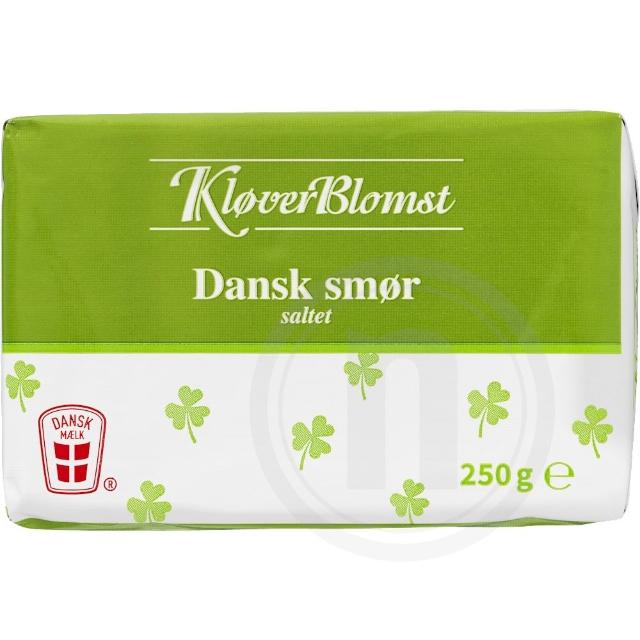 KløverBlomst
Dansk smør
saltet
DANSK
MÆLK
®
250 g ℮
n